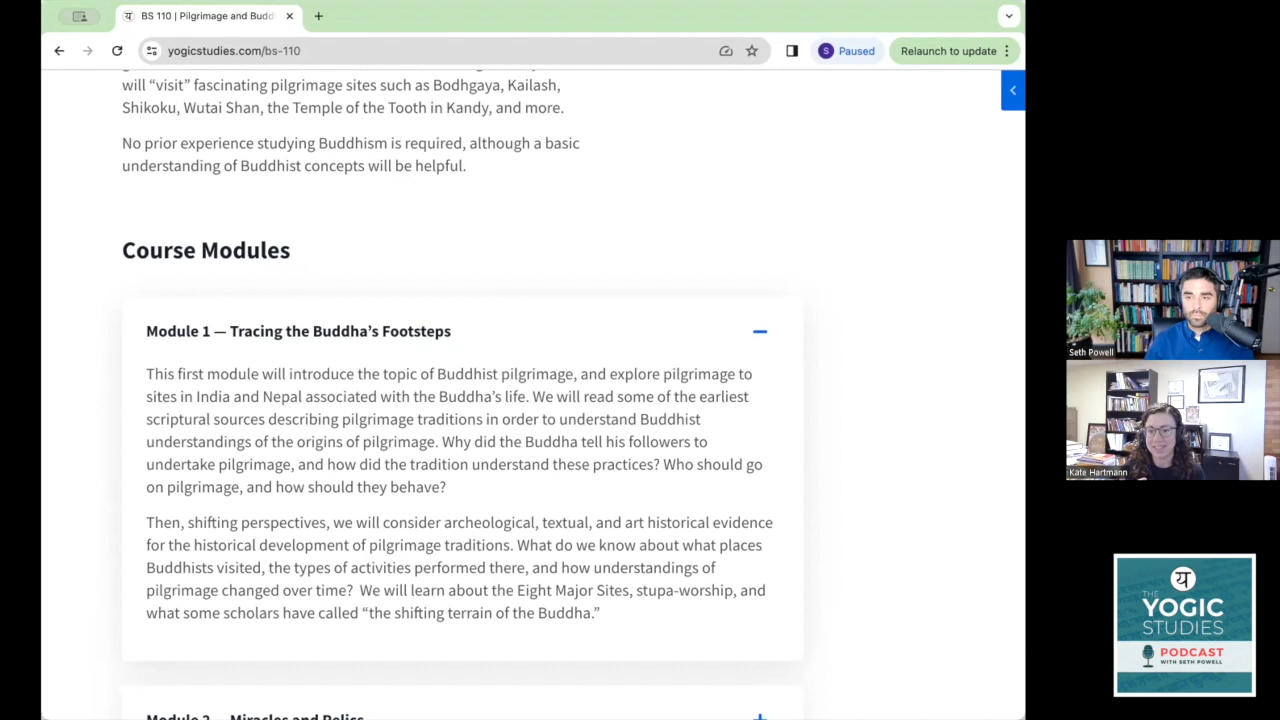 BS 110 | Pilgrimage and Budd
yogicstudies.com/bs-110
S Paused
Relaunch to update
will “visit” fascinating pilgrimage sites such as Bodhgaya, Kailash,
Shikoku, Wutai Shan, the Temple of the Tooth in Kandy, and more.
No prior experience studying Buddhism is required, although a basic
understanding of Buddhist concepts will be helpful.
Course Modules
Module 1 — Tracing the Buddha’s Footsteps
This first module will introduce the topic of Buddhist pilgrimage, and explore pilgrimage to
sites in India and Nepal associated with the Buddha’s life. We will read some of the earliest
scriptural sources describing pilgrimage traditions in order to understand Buddhist
understandings of the origins of pilgrimage. Why did the Buddha tell his followers to
undertake pilgrimage, and how did the tradition understand these practices? Who should go
on pilgrimage, and how should they behave?
Then, shifting perspectives, we will consider archeological, textual, and art historical evidence
for the historical development of pilgrimage traditions. What do we know about what places
Buddhists visited, the types of activities performed there, and how understandings of
pilgrimage changed over time?  We will learn about the Eight Major Sites, stupa-worship, and
what some scholars have called “the shifting terrain of the Buddha.”
Module 2 — Miracles and Relics
Seth Powell
Kate Hartmann
य
THE
YOGIC
STUDIES
PODCAST
WITH SETH POWELL